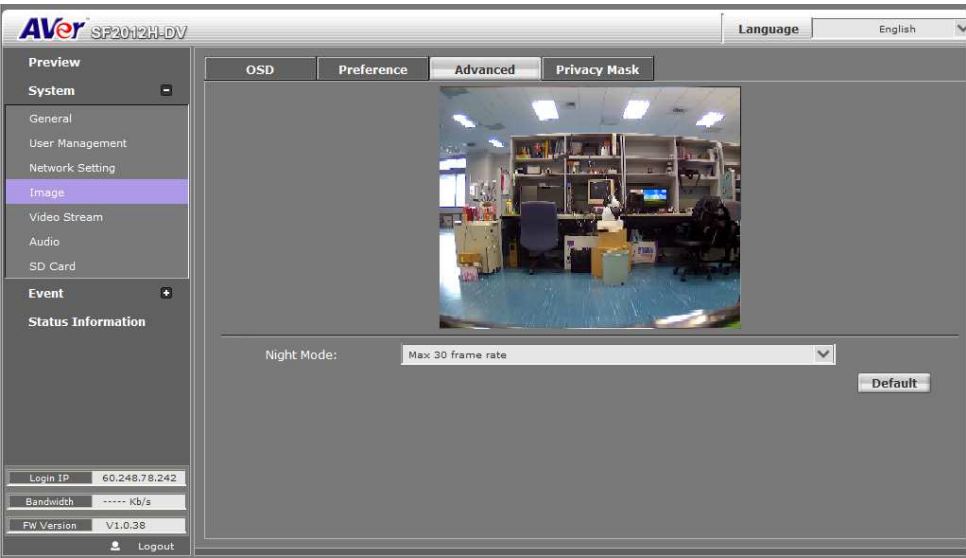 AVer SF2012H-DV
Language English
Preview
System
General
User Management
Network Setting
Image
Video Stream
Audio
SD Card
Event
Status Information
OSD Preference Advanced Privacy Mask
Night Mode: Max 30 frame rate
Default
Login IP 60.248.78.242
Bandwidth ----- Kb/s
FW Version V1.0.38
Logout